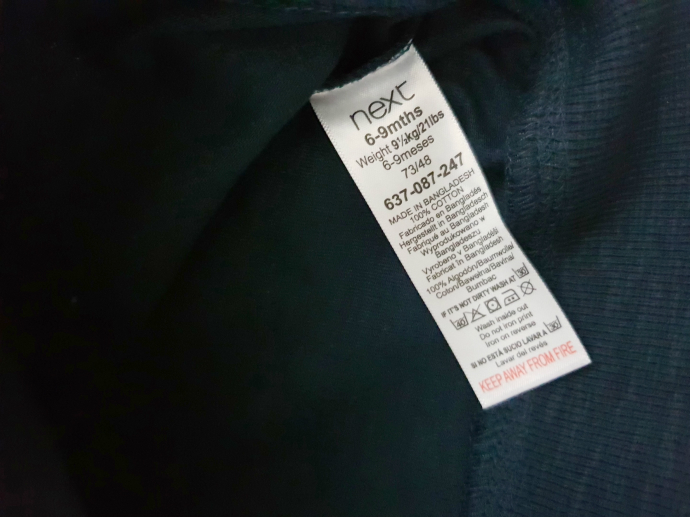 next
6-9mths
Weight 9½kg/21lbs
6-9meses
73/48
637-087-247
MADE IN BANGLADESH
100% COTTON
Fabricado en Bangladés
Hergestellt in Bangladesch
Fabriqué au Bangladesh
Wyprodukowano w
Bangladeszu
Vyrobeno v Bangladéši
Fabricat în Bangladesh
100% Algodón/Baumwolle/
Coton/Bawełna/Bavlna/
Bumbac
IF IT'S NOT DIRTY WASH AT 30
40
Wash inside out
Do not iron print
Iron on reverse
SI NO ESTÁ SUCIO LAVAR A 30
Lavar del revés
KEEP AWAY FROM FIRE